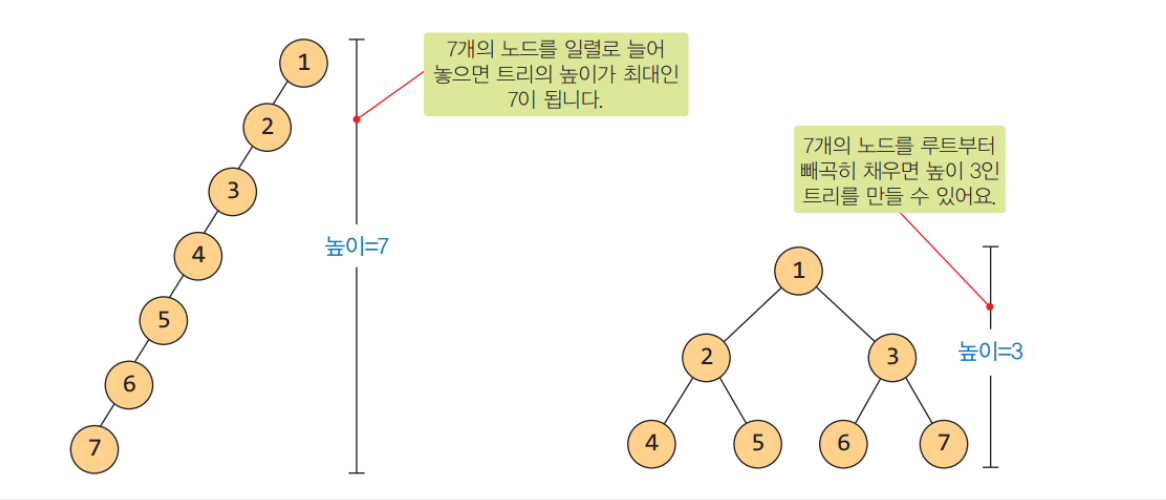 1
2
3
4
5
6
7
높이=7
7개의 노드를 일렬로 늘어
놓으면 트리의 높이가 최대인
7이 됩니다.
7개의 노드를 루트부터
빼곡히 채우면 높이 3인
트리를 만들 수 있어요.
1
2 3
4 5 6 7
높이=3